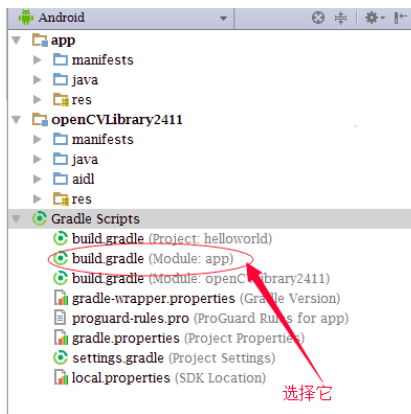 Android
app
manifests
java
res
openCVLibrary2411
manifests
java
aidl
res
Gradle Scripts
build.gradle (Project: helloworld)
build.gradle (Module: app)
build.gradle (Module: openCVLibrary2411)
gradle-wrapper.properties (Gradle Version)
proguard-rules.pro (ProGuard Rules for app)
gradle.properties (Project Properties)
settings.gradle (Project Settings)
local.properties (SDK Location)
选择它